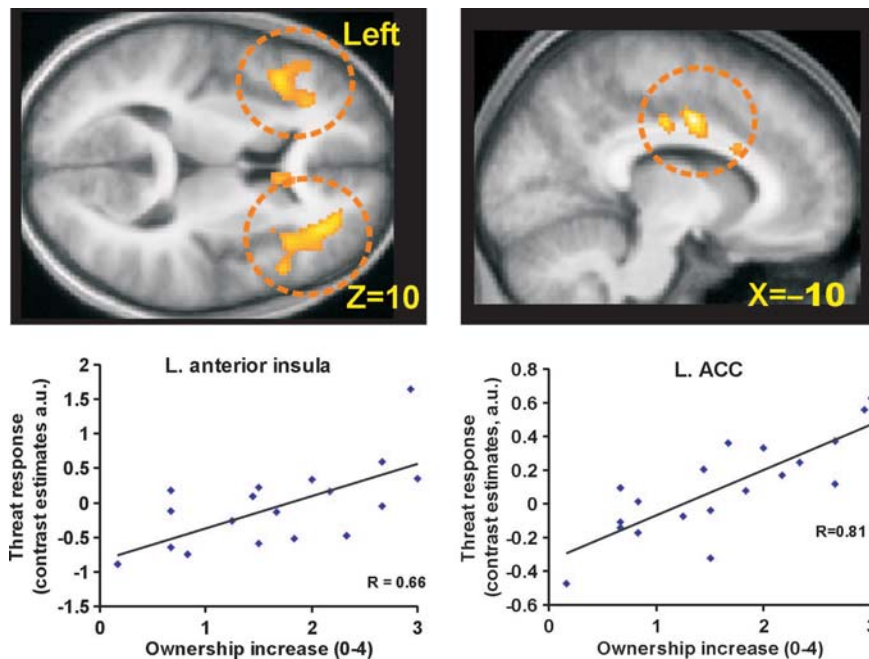 Left
Z=10
X=–10
L. anterior insula
Threat response
(contrast estimates a.u.)
2
1.5
1
0.5
0
-0.5
-1
-1.5
0
1
2
3
R = 0.66
Ownership increase (0-4)
L. ACC
Threat response
(contrast estimates, a.u.)
0.8
0.6
0.4
0.2
0
-0.2
-0.4
-0.6
0
1
2
3
R=0.81
Ownership increase (0-4)